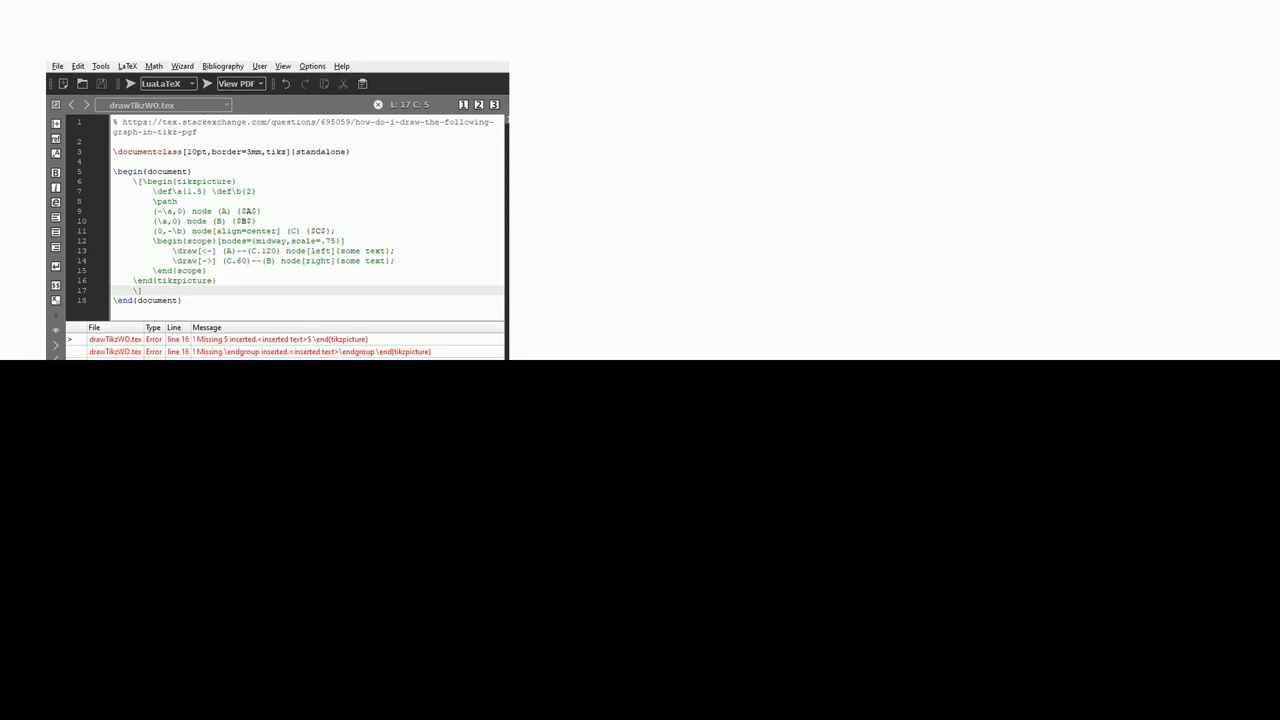 File Edit Tools LaTeX Math Wizard Bibliography User View Options Help
LuaLaTeX View PDF
drawTikzWO.tex L: 17 C: 5 1 2 3
1 % https://tex.stackexchange.com/questions/695059/how-do-i-draw-the-following-
graph-in-tikz-pgf
2
3 \documentclass[10pt,border=3mm,tikz]{standalone}
4
5 \begin{document}
6 \[\begin{tikzpicture}
7 \def\a{1.5} \def\b{2}
8 \path
9 (-\a,0) node (A) {$A$}
10 (\a,0) node (B) {$B$}
11 (0,-\b) node[align=center] (C) {$C$};
12 \begin{scope}[nodes={midway,scale=.75}]
13 \draw[<-] (A)--(C.120) node[left]{some text};
14 \draw[->] (C.60)--(B) node[right]{some text};
15 \end{scope}
16 \end{tikzpicture}
17 \]
18 \end{document}
File Type Line Message
> drawTikzWO.tex Error line 16 ! Missing $ inserted.<inserted text>$ \end{tikzpicture}
drawTikzWO.tex Error line 16 ! Missing \endgroup inserted.<inserted text>\endgroup \end{tikzpicture}